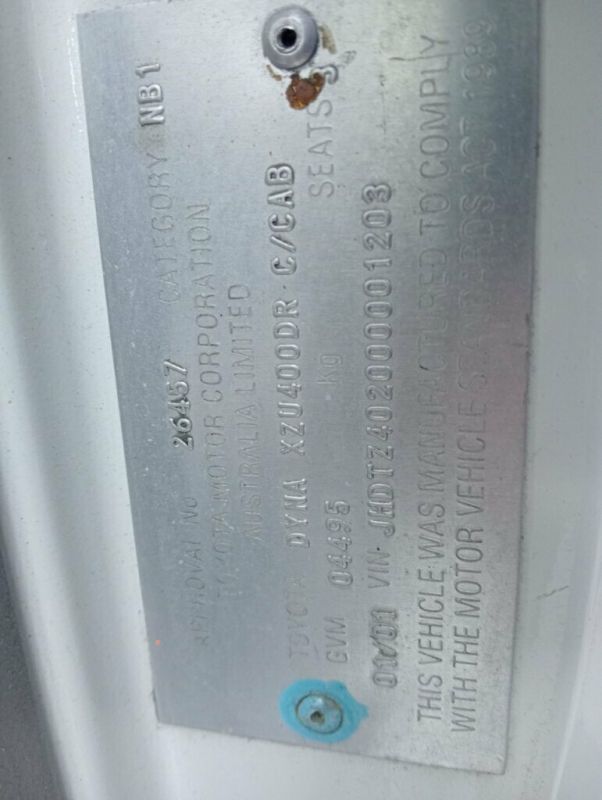 APPROVAL NO 26457 CATEGORY NB1
TOYOTA MOTOR CORPORATION
AUSTRALIA LIMITED
TOYOTA DYNA XZU400DR C/CAB
GVM 04495 kg SEATS 3
01/01 VIN JHDTZ402000001203
THIS VEHICLE WAS MANUFACTURED TO COMPLY
WITH THE MOTOR VEHICLE STANDARDS ACT 1989